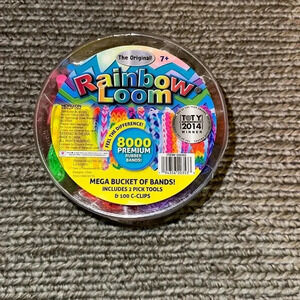 The Original!
7+
Rainbow
Loom
FEEL THE DIFFERENCE!
8000
PREMIUM
RUBBER
BANDS!
TOTY
2014
WINNER
MEGA BUCKET OF BANDS!
INCLUDES 2 PICK TOOLS
& 100 C-CLIPS